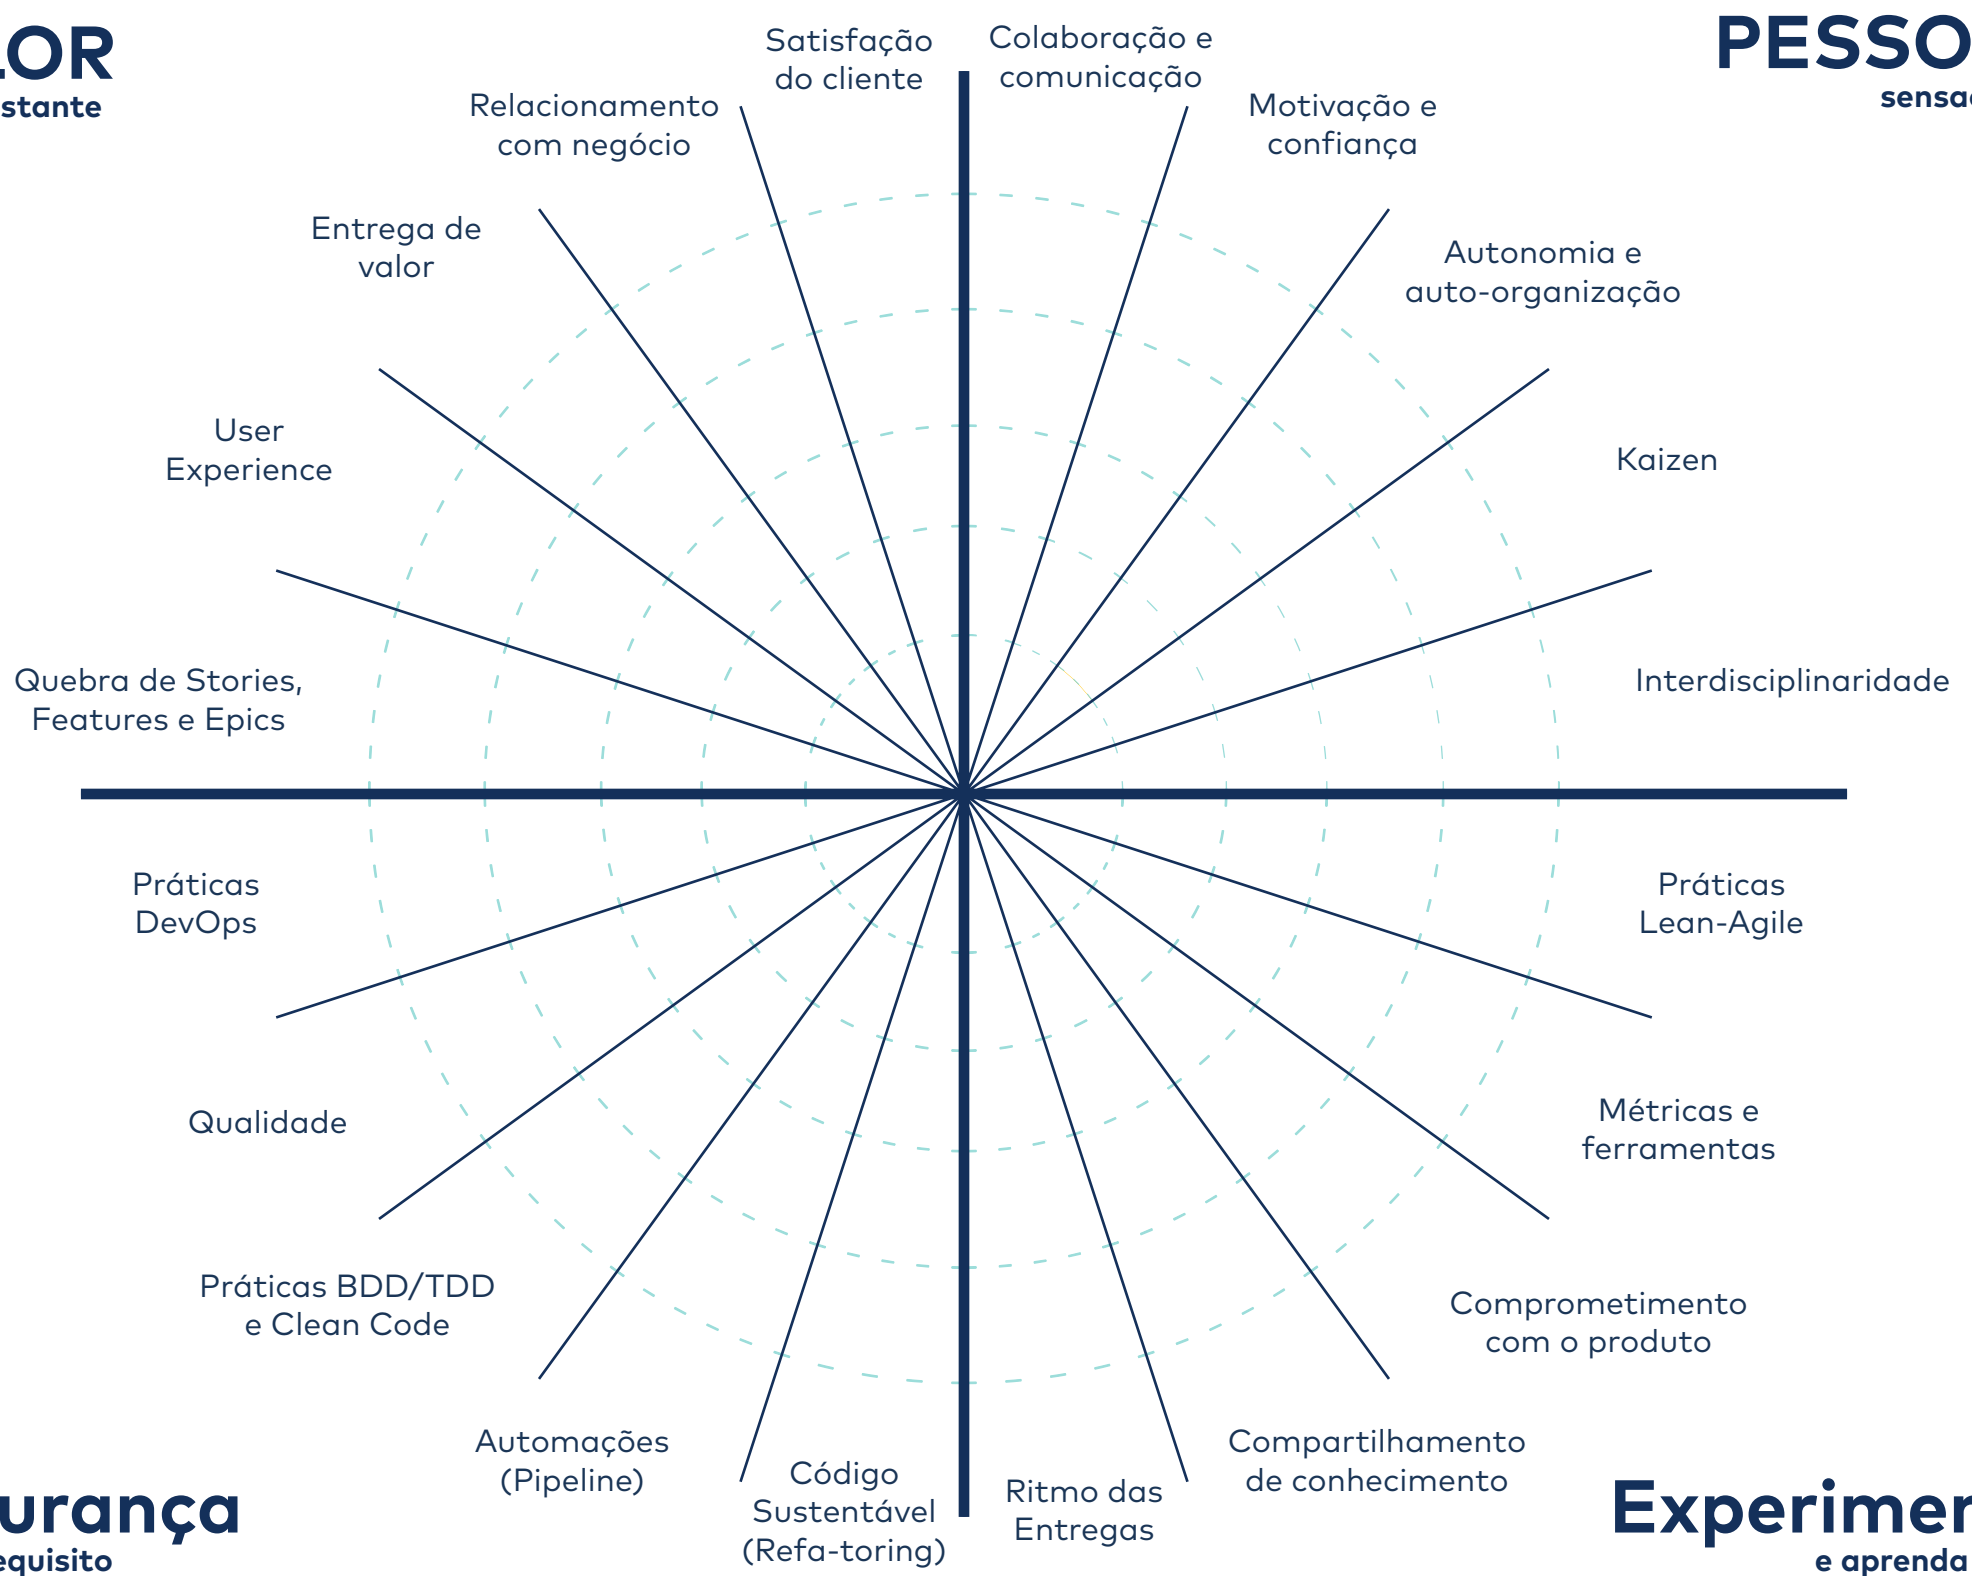 LOR
stante
PESSO
sensa
Satisfação
do cliente
Colaboração e
comunicação
Relacionamento
com negócio
Motivação e
confiança
Entrega de
valor
Autonomia e
auto-organização
User
Experience
Kaizen
Quebra de Stories,
Features e Epics
Interdisciplinaridade
Práticas
DevOps
Práticas
Lean-Agile
Qualidade
Métricas e
ferramentas
Práticas BDD/TDD
e Clean Code
Comprometimento
com o produto
Automações
(Pipeline)
Código
Sustentável
(Refa-toring)
Ritmo das
Entregas
Compartilhamento
de conhecimento
urança
equisito
Experimen
e aprenda